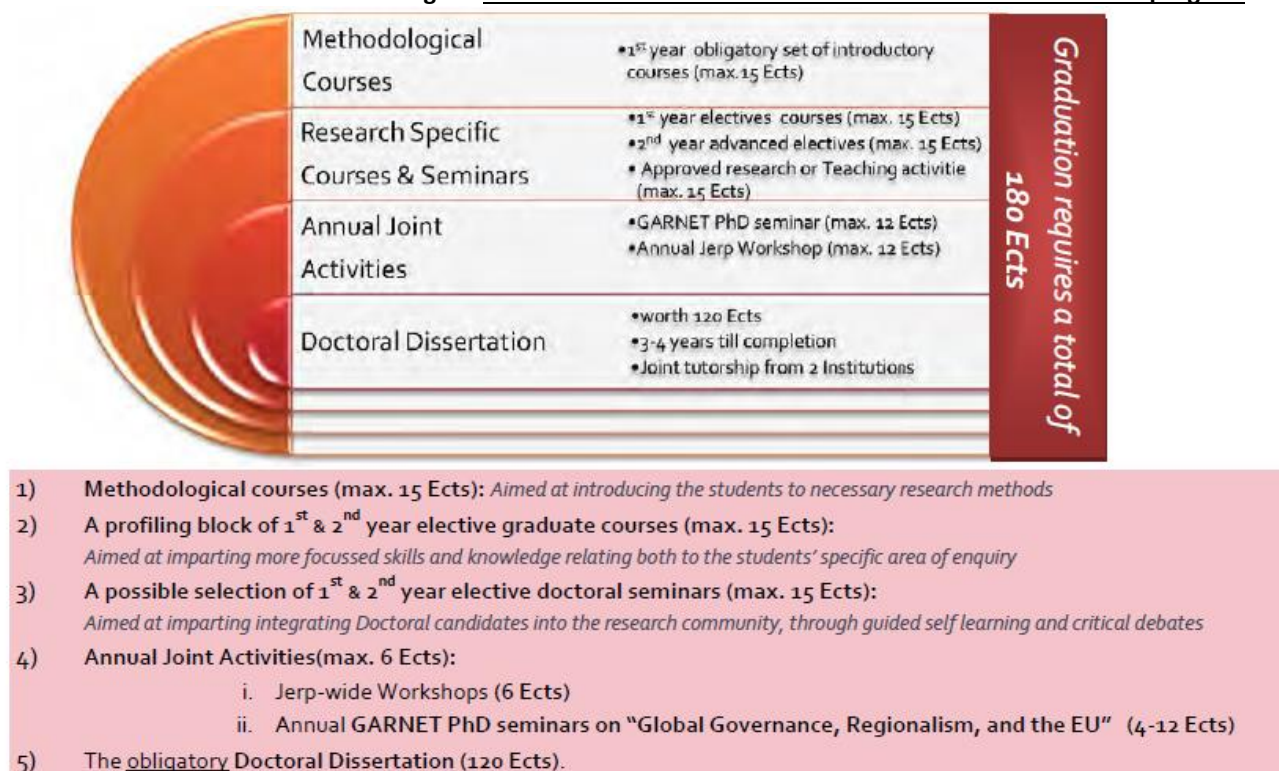 Methodological
Courses
•1st year obligatory set of introductory
courses (max.15 Ects)
Research Specific
Courses & Seminars
•1st year electives courses (max. 15 Ects)
•2nd year advanced electives (max. 15 Ects)
• Approved research or Teaching activitie
(max. 15 Ects)
Annual Joint
Activities
•GARNET PhD seminar (max. 12 Ects)
•Annual Jerp Workshop (max. 12 Ects)
Doctoral Dissertation
•worth 120 Ects
•3-4 years till completion
•Joint tutorship from 2 Institutions
Graduation requires a total of
180 Ects
1) Methodological courses (max. 15 Ects): Aimed at introducing the students to necessary research methods
2) A profiling block of 1st & 2nd year elective graduate courses (max. 15 Ects):
Aimed at imparting more focussed skills and knowledge relating both to the students' specific area of enquiry
3) A possible selection of 1st & 2nd year elective doctoral seminars (max. 15 Ects):
Aimed at imparting integrating Doctoral candidates into the research community, through guided self learning and critical debates
4) Annual Joint Activities(max. 6 Ects):
i. Jerp-wide Workshops (6 Ects)
ii. Annual GARNET PhD seminars on "Global Governance, Regionalism, and the EU" (4-12 Ects)
5) The obligatory Doctoral Dissertation (120 Ects).